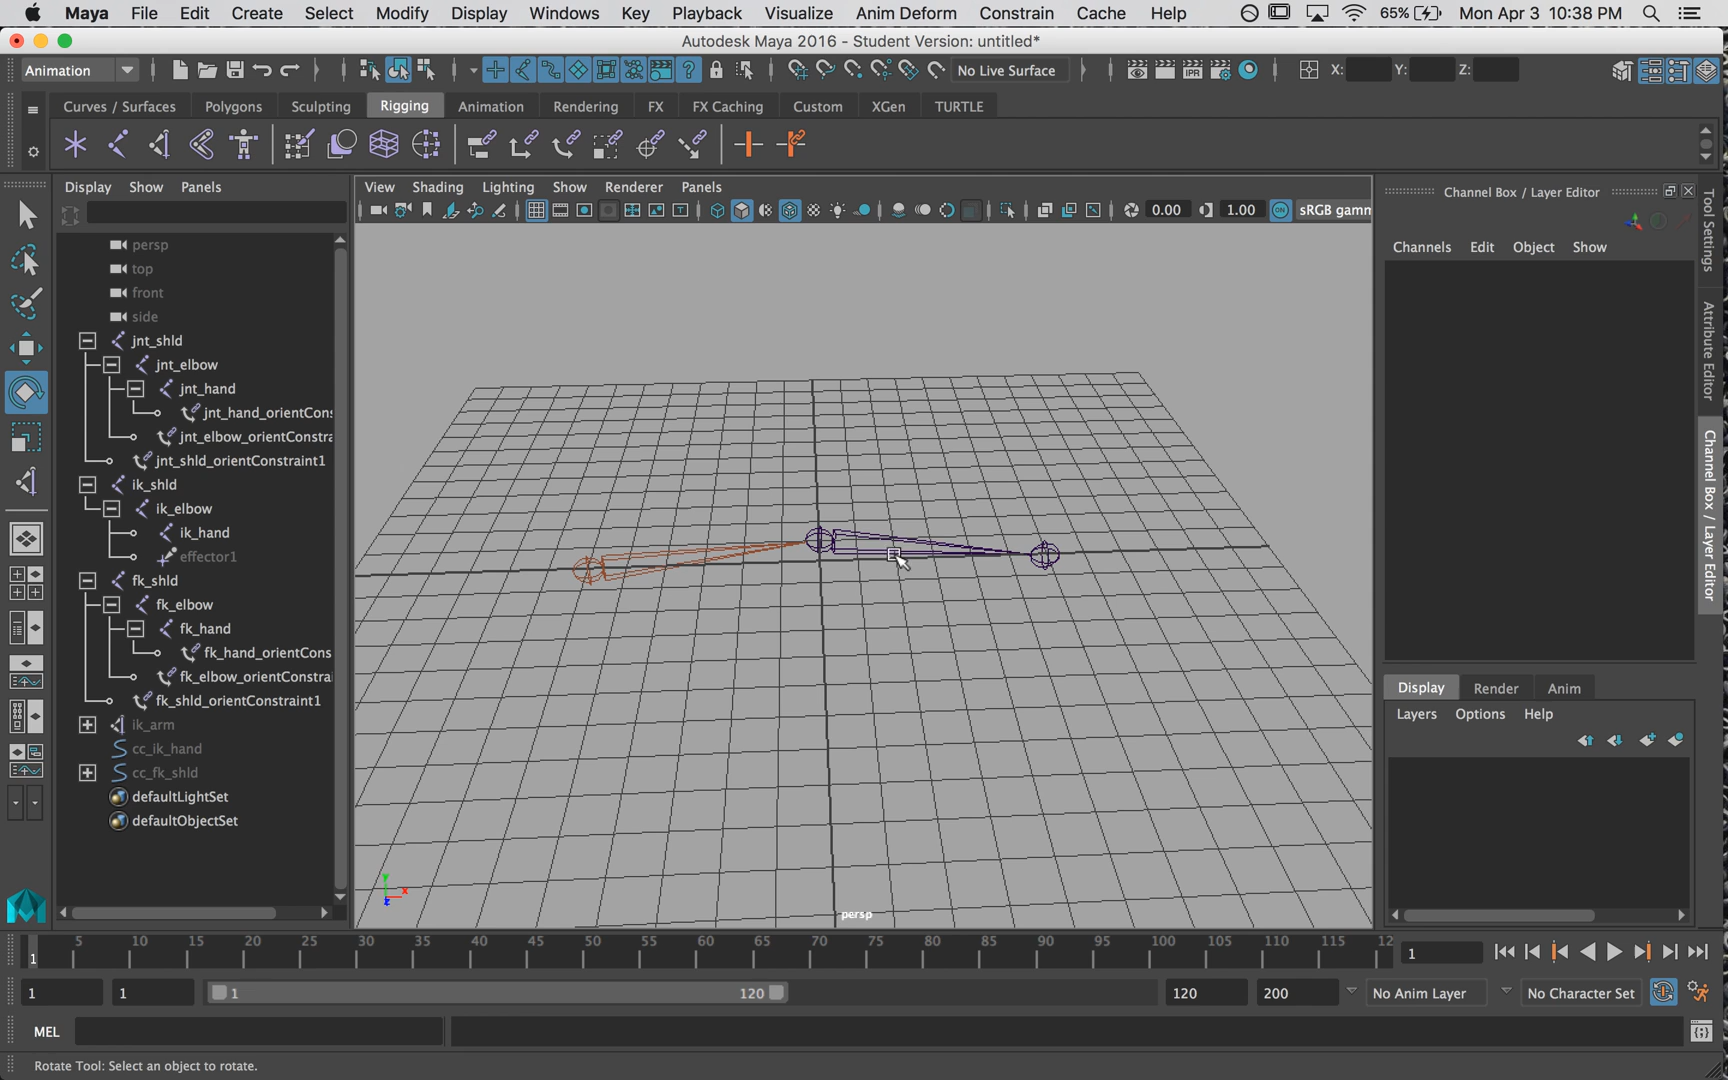 Maya File Edit Create Select Modify Display Windows Key Playback Visualize Anim Deform Constrain Cache Help 65% Mon Apr 3 10:38 PM
Autodesk Maya 2016 - Student Version: untitled*
Animation No Live Surface X: Y: Z:
Curves / Surfaces Polygons Sculpting Rigging Animation Rendering FX FX Caching Custom XGen TURTLE
IPR
Display Show Panels
View Shading Lighting Show Renderer Panels
0.00 1.00 ON sRGB gamm
Channel Box / Layer Editor
Channels Edit Object Show
Tool Settings
Attribute Editor
Channel Box / Layer Editor
persp
top
front
side
jnt_shld
jnt_elbow
jnt_hand
jnt_hand_orientCons
jnt_elbow_orientConstra
jnt_shld_orientConstraint1
ik_shld
ik_elbow
ik_hand
effector1
fk_shld
fk_elbow
fk_hand
fk_hand_orientCons
fk_elbow_orientConstra
fk_shld_orientConstraint1
ik_arm
cc_ik_hand
cc_fk_shld
defaultLightSet
defaultObjectSet
y x z
persp
Display Render Anim
Layers Options Help
1 5 10 15 20 25 30 35 40 45 50 55 60 65 70 75 80 85 90 95 100 105 110 115 12 1
1 1 1 120 120 200 No Anim Layer No Character Set
MEL
Rotate Tool: Select an object to rotate.